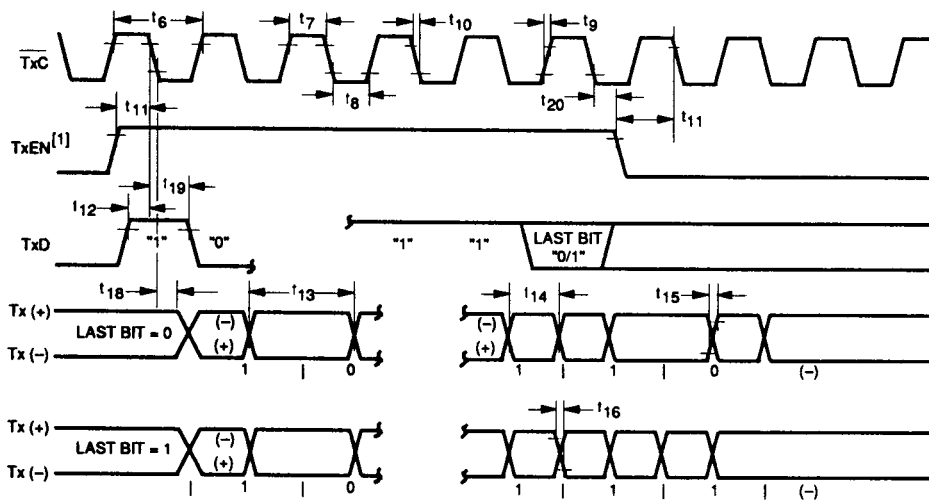 t6 t7 t10 t9
TxC
t8 t20
t11 t11
TxEN[1]
t19
t12
TxD "1" "0" "1" "1" LAST BIT "0/1"
t18 t13 t14 t15
Tx (+) (–) (–)
LAST BIT = 0
Tx (–) (+) (+)
1 | 0 1 | 1 | 0 | (–)
t16
Tx (+) (–)
LAST BIT = 1
Tx (–) (+)
| 1 | 0 1 | 1 | 1 | (–)